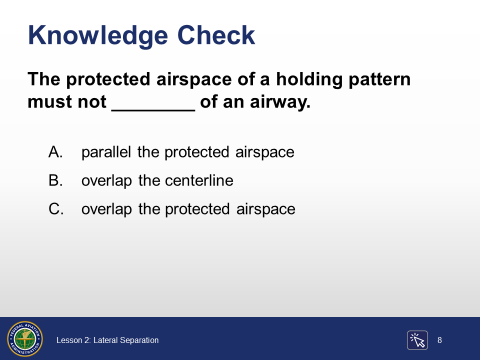 Knowledge Check
The protected airspace of a holding pattern
must not ________ of an airway.
A. parallel the protected airspace
B. overlap the centerline
C. overlap the protected airspace
Lesson 2: Lateral Separation
8